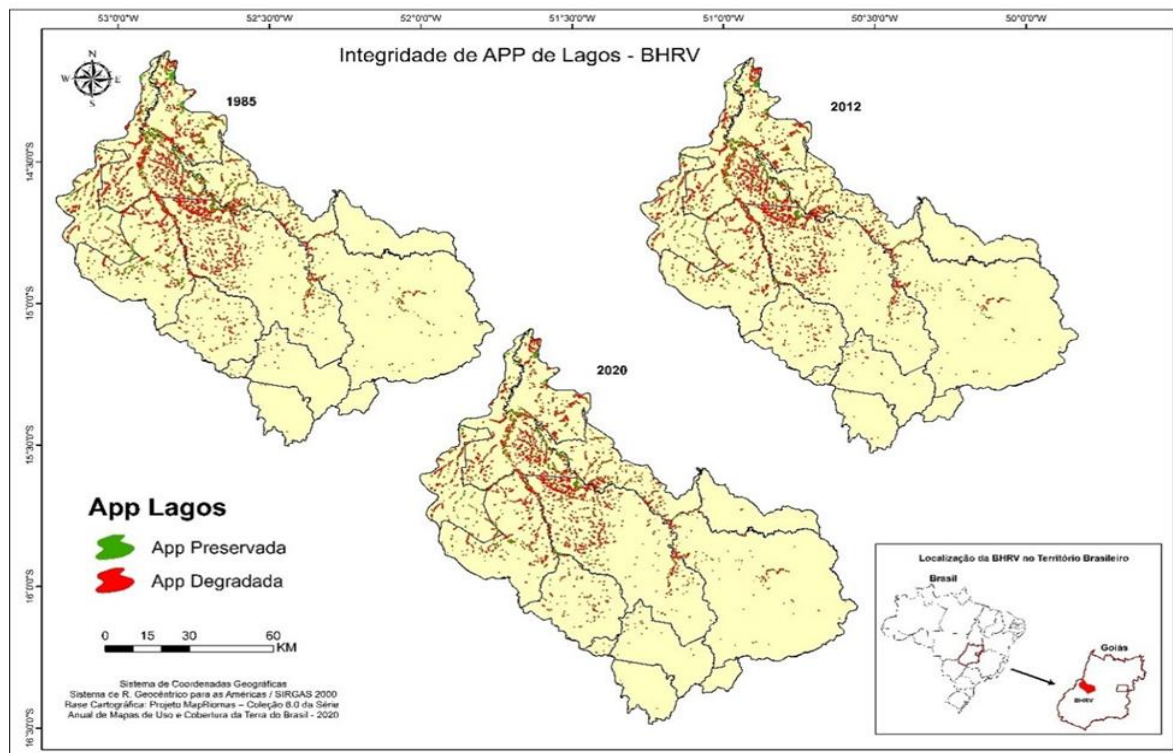 53°0'0"W 52°30'0"W 52°0'0"W 51°30'0"W 51°0'0"W 50°30'0"W 50°0'0"W
Integridade de APP de Lagos - BHRV
N
W E
S
1985
2012
14°30'0"S
15°0'0"S
2020
15°30'0"S
App Lagos
App Preservada
App Degradada
16°0'0"S
0 15 30 60
KM
Sistema de Coordenadas Geográficas
Sistema de R. Geocêntrico para as Américas / SIRGAS 2000
Base Cartográfica: Projeto MapBiomas – Coleção 6.0 da Série
Anual de Mapas de Uso e Cobertura da Terra do Brasil - 2020
16°30'0"S
Localização da BHRV no Território Brasileiro
Brasil
Goiás
BHRV